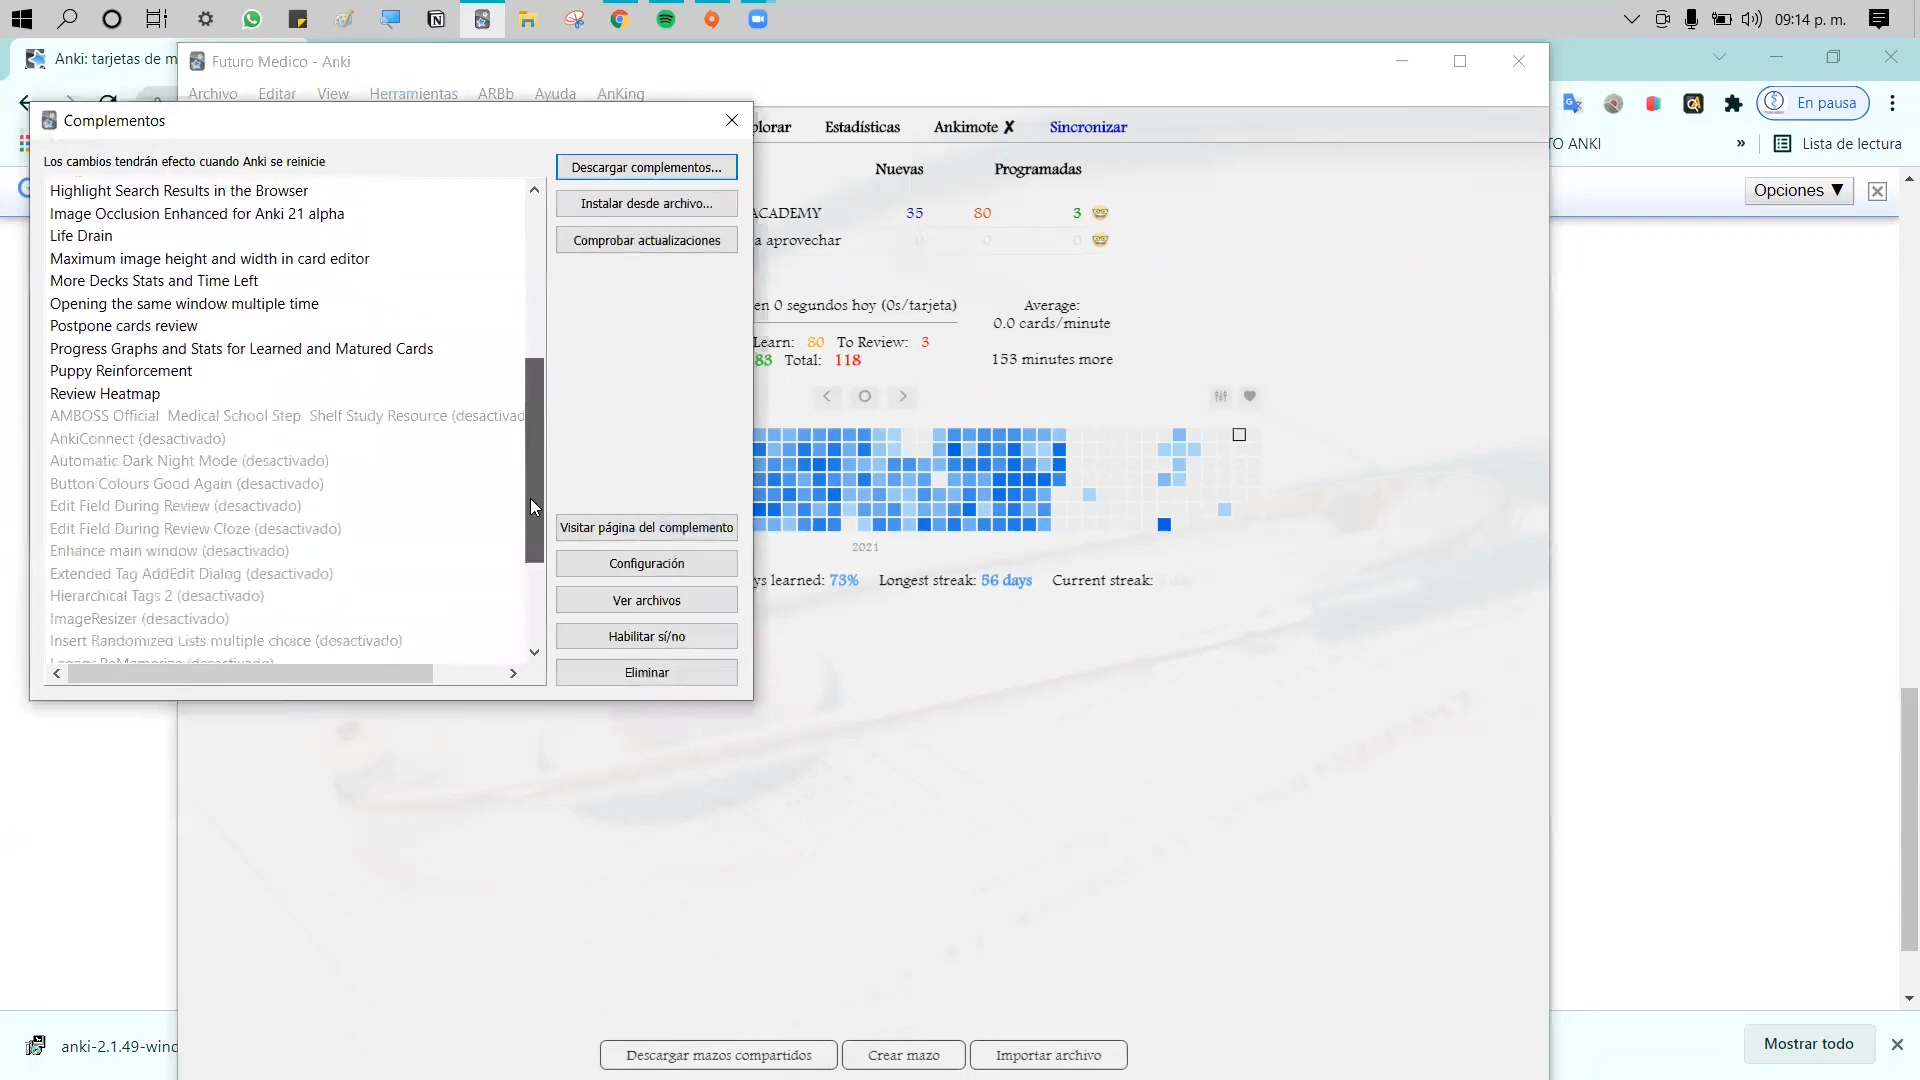 09:14 p. m.
Anki: tarjetas de m
Futuro Medico - Anki
En pausa
Archivo Editar View Herramientas ARBb Ayuda AnKing
Complementos
plorar Estadísticas Ankimote ✗ Sincronizar
TO ANKI » Lista de lectura
Los cambios tendrán efecto cuando Anki se reinicie
Descargar complementos...
Nuevas Programadas
Opciones ▼
Highlight Search Results in the Browser
Instalar desde archivo...
Image Occlusion Enhanced for Anki 21 alpha
ACADEMY 35 80 3
Life Drain
Comprobar actualizaciones
a aprovechar 0 0 0
Maximum image height and width in card editor
More Decks Stats and Time Left
Opening the same window multiple time
en 0 segundos hoy (0s/tarjeta)
Average:
0.0 cards/minute
Postpone cards review
Learn: 80 To Review: 3
Progress Graphs and Stats for Learned and Matured Cards
83 Total: 118
153 minutes more
Puppy Reinforcement
Review Heatmap
AMBOSS Official Medical School Step Shelf Study Resource (desactivad
AnkiConnect (desactivado)
Automatic Dark Night Mode (desactivado)
Button Colours Good Again (desactivado)
Edit Field During Review (desactivado)
Edit Field During Review Cloze (desactivado)
Visitar página del complemento
Enhance main window (desactivado)
2021
Configuración
Extended Tag AddEdit Dialog (desactivado)
ys learned: 73% Longest streak: 56 days Current streak:
Hierarchical Tags 2 (desactivado)
Ver archivos
ImageResizer (desactivado)
Habilitar sí/no
Insert Randomized Lists multiple choice (desactivado)
Eliminar
anki-2.1.49-wind
Mostrar todo
Descargar mazos compartidos
Crear mazo
Importar archivo